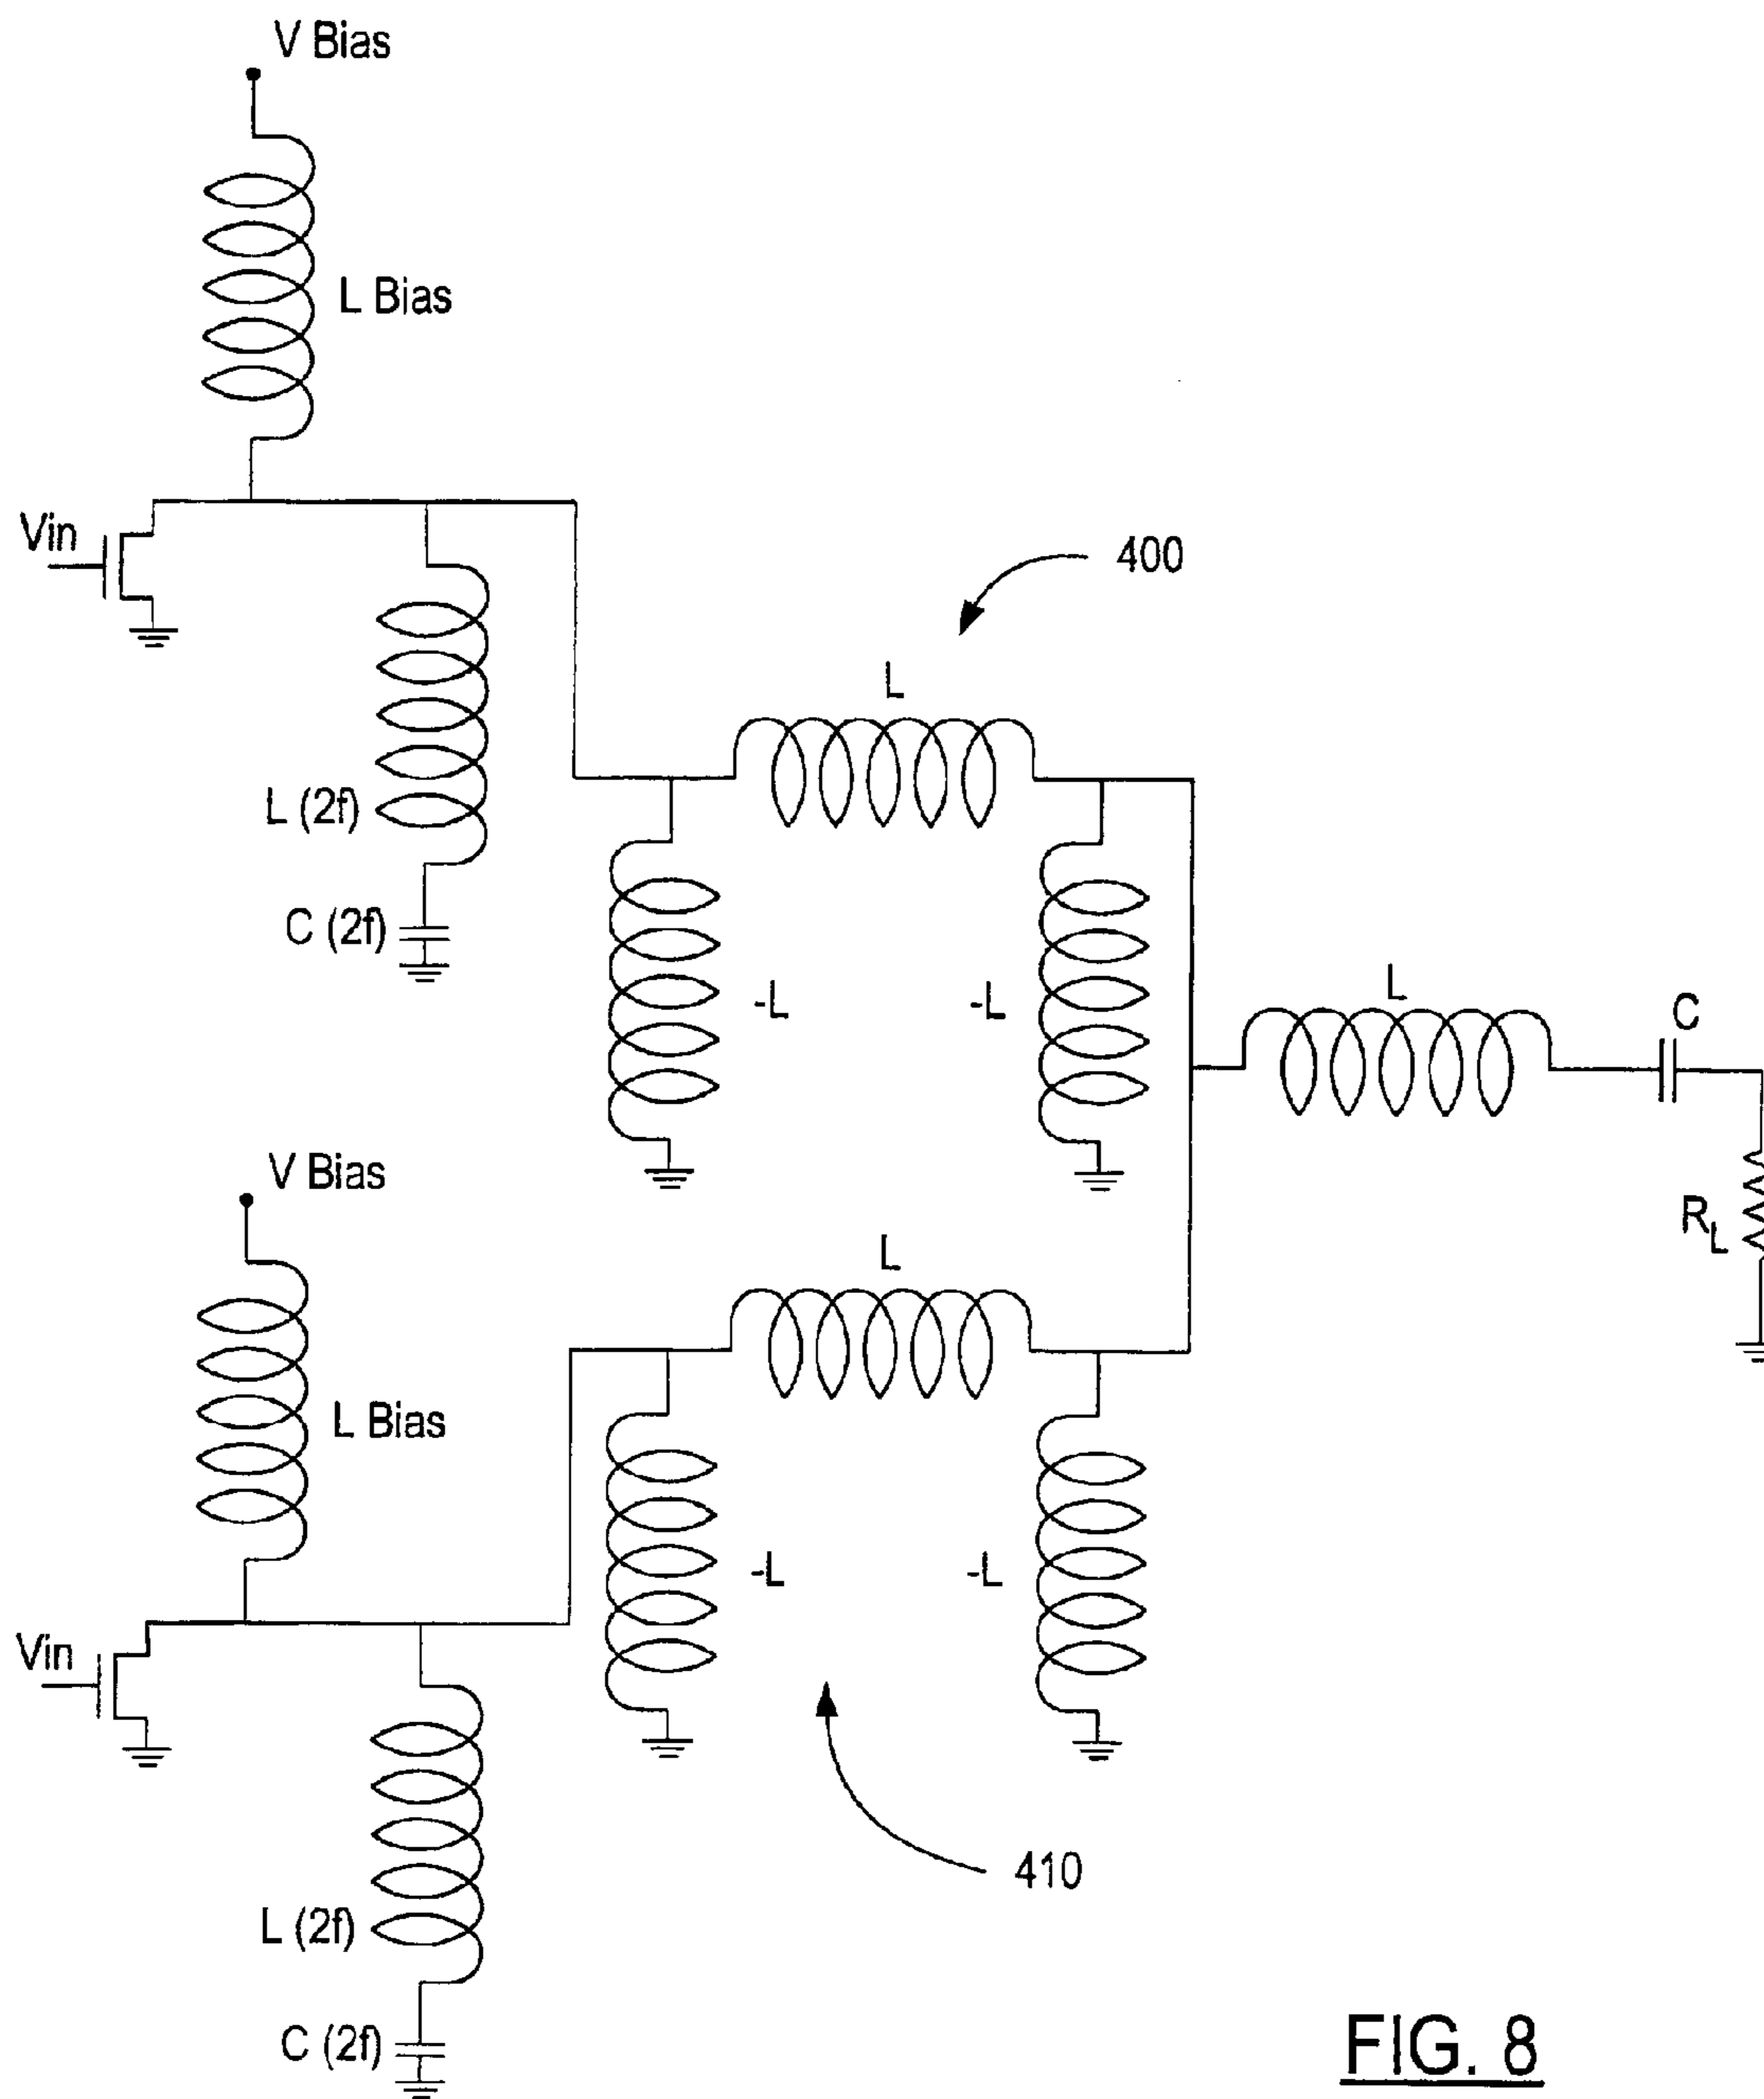 V Bias
L Bias
Vin
400
L
L (2f)
C (2f)
-L
-L
L
C
V Bias
R_L
L
L Bias
-L
-L
Vin
410
L (2f)
C (2f)
FIG. 8